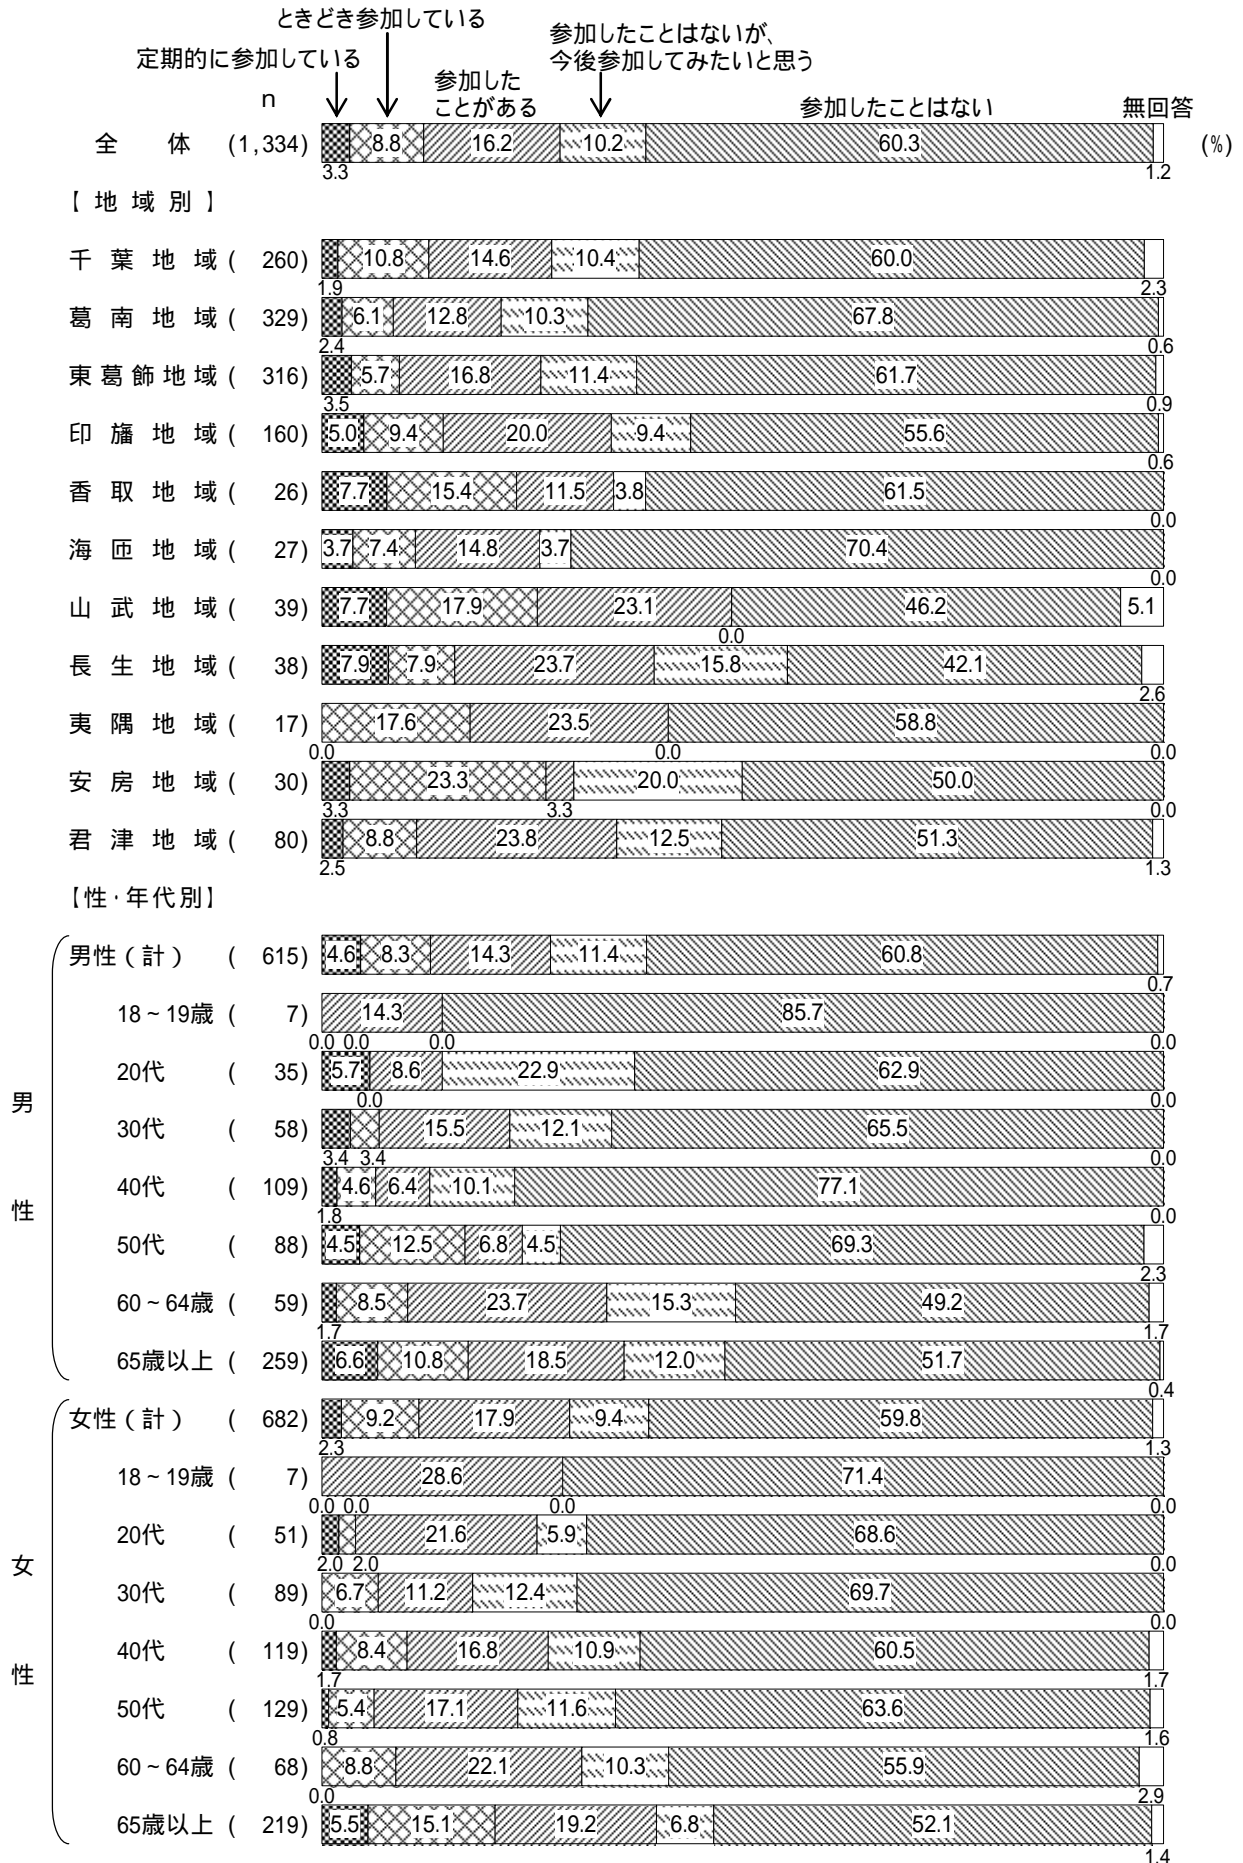 ときどき参加している
定期的に参加している
参加したことはないが、
今後参加してみたいと思う
参加した
ことがある
参加したことはない
無回答
n
全 体 (1,334) 3.3 8.8 16.2 10.2 60.3 1.2 (%)
【地域別】
千葉地域( 260) 1.9 10.8 14.6 10.4 60.0 2.3
葛南地域( 329) 2.4 6.1 12.8 10.3 67.8 0.6
東葛飾地域( 316) 3.5 5.7 16.8 11.4 61.7 0.9
印旛地域( 160) 5.0 9.4 20.0 9.4 55.6 0.6
香取地域( 26) 7.7 15.4 11.5 3.8 61.5 0.0
海匝地域( 27) 3.7 7.4 14.8 3.7 70.4 0.0
山武地域( 39) 7.7 17.9 23.1 0.0 46.2 5.1
長生地域( 38) 7.9 7.9 23.7 15.8 42.1 2.6
夷隅地域( 17) 0.0 17.6 23.5 0.0 58.8 0.0
安房地域( 30) 3.3 23.3 3.3 20.0 50.0 0.0
君津地域( 80) 2.5 8.8 23.8 12.5 51.3 1.3
【性・年代別】
男性
男性（計） ( 615) 4.6 8.3 14.3 11.4 60.8 0.7
18～19歳 ( 7) 0.0 0.0 14.3 0.0 85.7 0.0
20代 ( 35) 5.7 0.0 8.6 22.9 62.9 0.0
30代 ( 58) 3.4 3.4 15.5 12.1 65.5 0.0
40代 ( 109) 1.8 4.6 6.4 10.1 77.1 0.0
50代 ( 88) 4.5 12.5 6.8 4.5 69.3 2.3
60～64歳 ( 59) 1.7 8.5 23.7 15.3 49.2 1.7
65歳以上 ( 259) 6.6 10.8 18.5 12.0 51.7 0.4
女性
女性（計） ( 682) 2.3 9.2 17.9 9.4 59.8 1.3
18～19歳 ( 7) 0.0 0.0 28.6 0.0 71.4 0.0
20代 ( 51) 2.0 2.0 21.6 5.9 68.6 0.0
30代 ( 89) 0.0 6.7 11.2 12.4 69.7 0.0
40代 ( 119) 1.7 8.4 16.8 10.9 60.5 1.7
50代 ( 129) 0.8 5.4 17.1 11.6 63.6 1.6
60～64歳 ( 68) 0.0 8.8 22.1 10.3 55.9 2.9
65歳以上 ( 219) 5.5 15.1 19.2 6.8 52.1 1.4